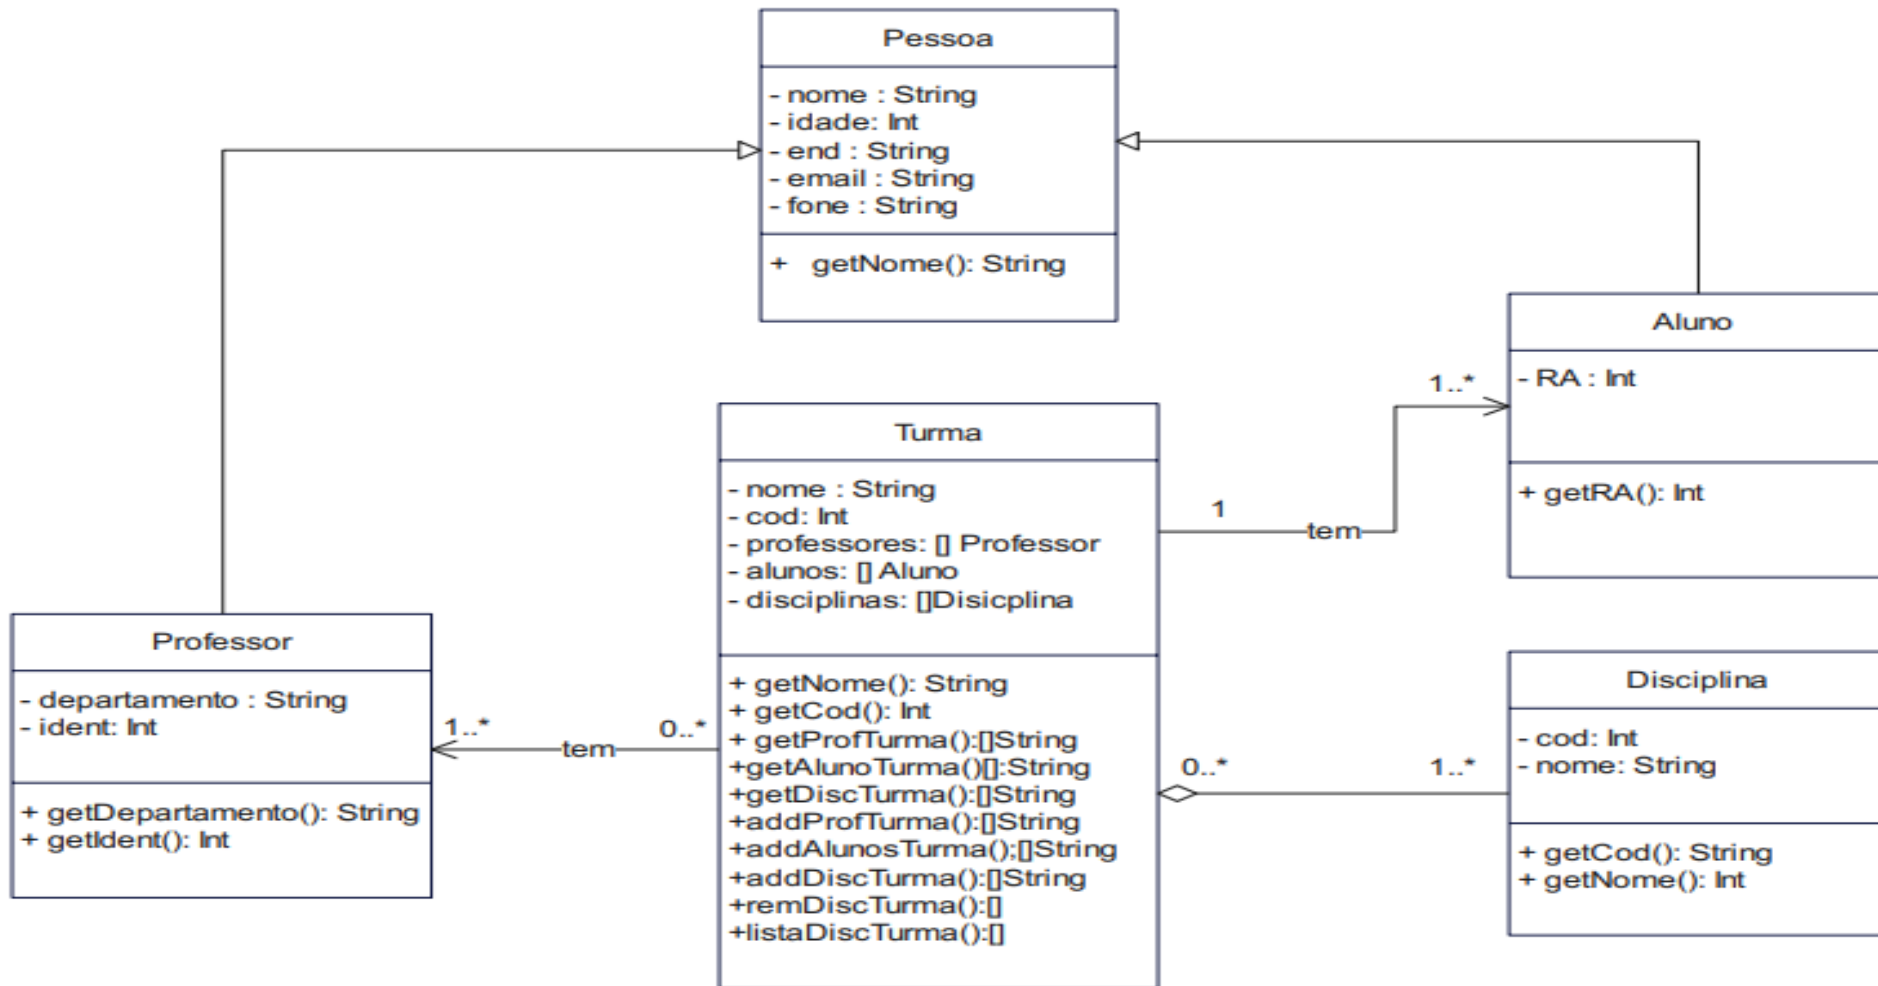 Pessoa
- nome : String
- idade: Int
- end : String
- email : String
- fone : String
+ getNome(): String
Aluno
- RA : Int
+ getRA(): Int
1..*
1
tem
Turma
- nome : String
- cod: Int
- professores: [] Professor
- alunos: [] Aluno
- disciplinas: []Disicplina
+ getNome(): String
+ getCod(): Int
+ getProfTurma():[]String
+getAlunoTurma()[]:String
+getDiscTurma():[]String
+addProfTurma():[]String
+addAlunosTurma();[]String
+addDiscTurma():[]String
+remDiscTurma():[]
+listaDiscTurma():[]
Professor
- departamento : String
- ident: Int
+ getDepartamento(): String
+ getIdent(): Int
1..*
tem
0..*
0..*
1..*
Disciplina
- cod: Int
- nome: String
+ getCod(): String
+ getNome(): Int